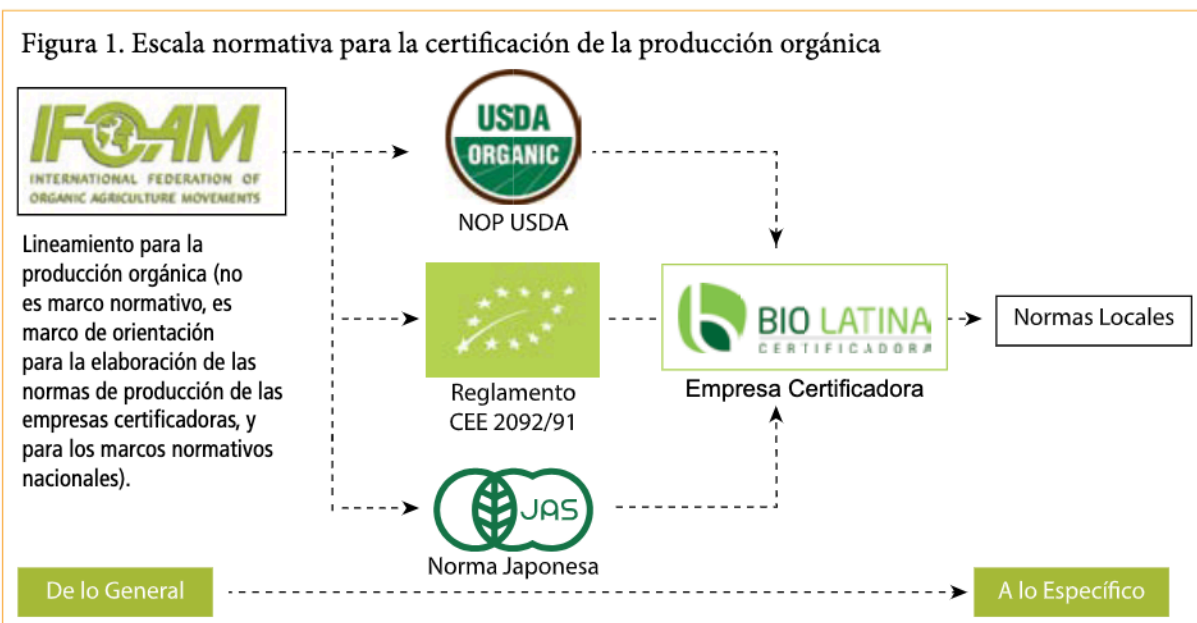 Figura 1. Escala normativa para la certificación de la producción orgánica
IFOAM
INTERNATIONAL FEDERATION OF
ORGANIC AGRICULTURE MOVEMENTS
Lineamiento para la
producción orgánica (no
es marco normativo, es
marco de orientación
para la elaboración de las
normas de producción de las
empresas certificadoras, y
para los marcos normativos
nacionales).
USDA
ORGANIC
NOP USDA
Reglamento
CEE 2092/91
JAS
Norma Japonesa
BIO LATINA
CERTIFICADORA
Empresa Certificadora
Normas Locales
De lo General
A lo Específico